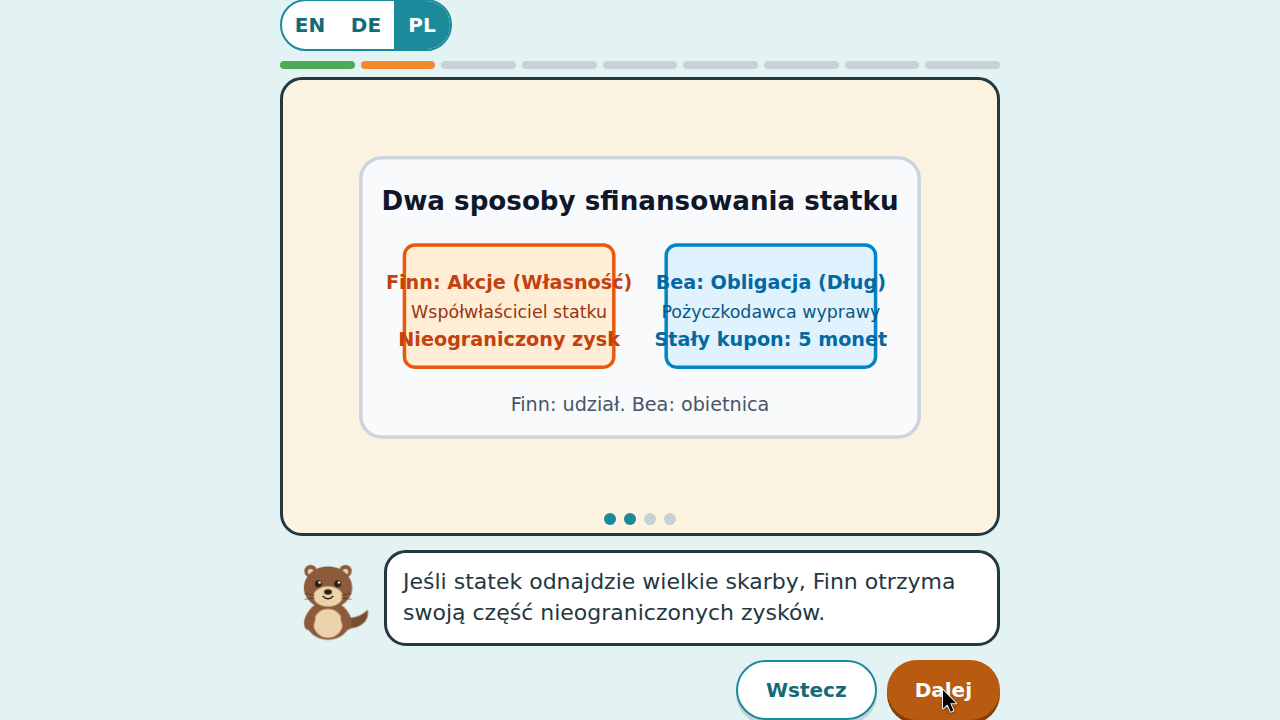 EN DE PL
Dwa sposoby sfinansowania statku
Finn: Akcje (Własność)
Współwłaściciel statku
Nieograniczony zysk
Bea: Obligacja (Dług)
Pożyczkodawca wyprawy
Stały kupon: 5 monet
Finn: udział. Bea: obietnica
Jeśli statek odnajdzie wielkie skarby, Finn otrzyma
swoją część nieograniczonych zysków.
Wstecz
Dalej